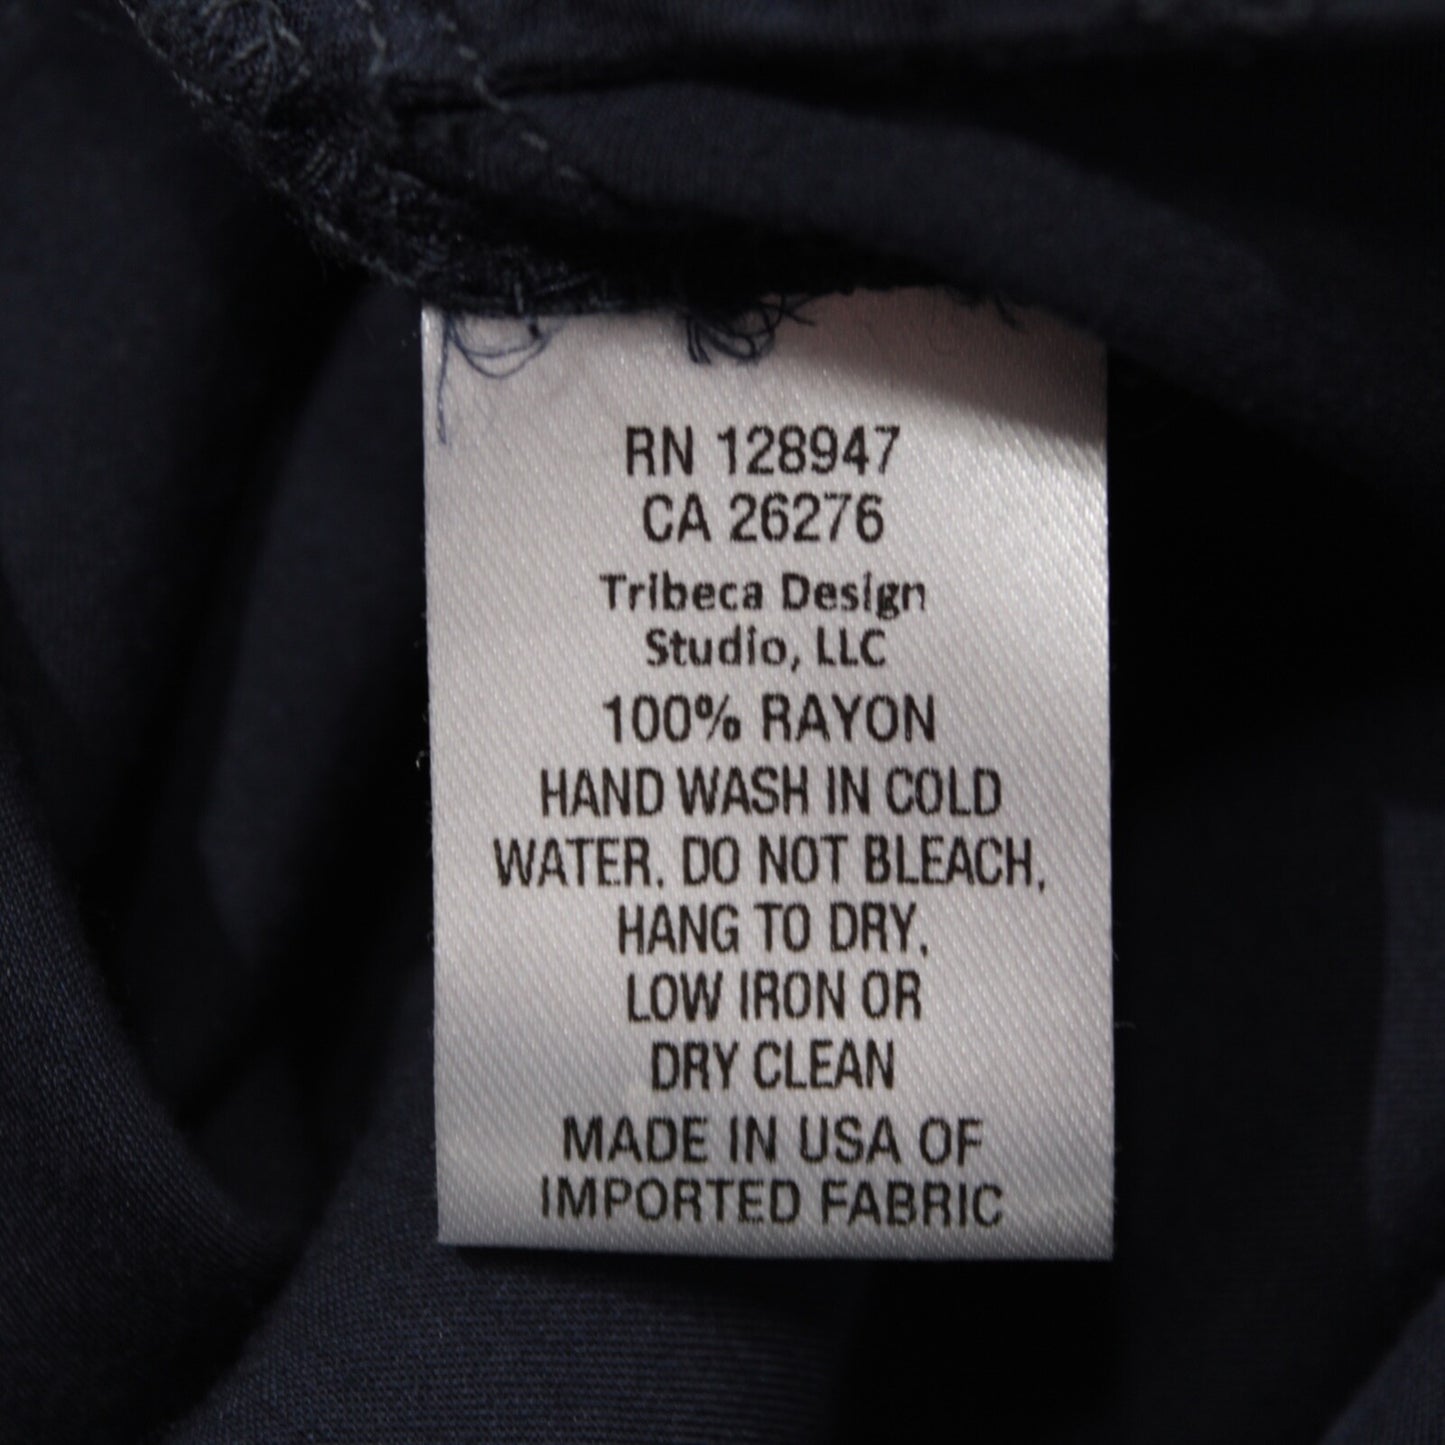 RN 128947
CA 26276
Tribeca Design
Studio, LLC
100% RAYON
HAND WASH IN COLD
WATER. DO NOT BLEACH,
HANG TO DRY,
LOW IRON OR
DRY CLEAN
MADE IN USA OF
IMPORTED FABRIC